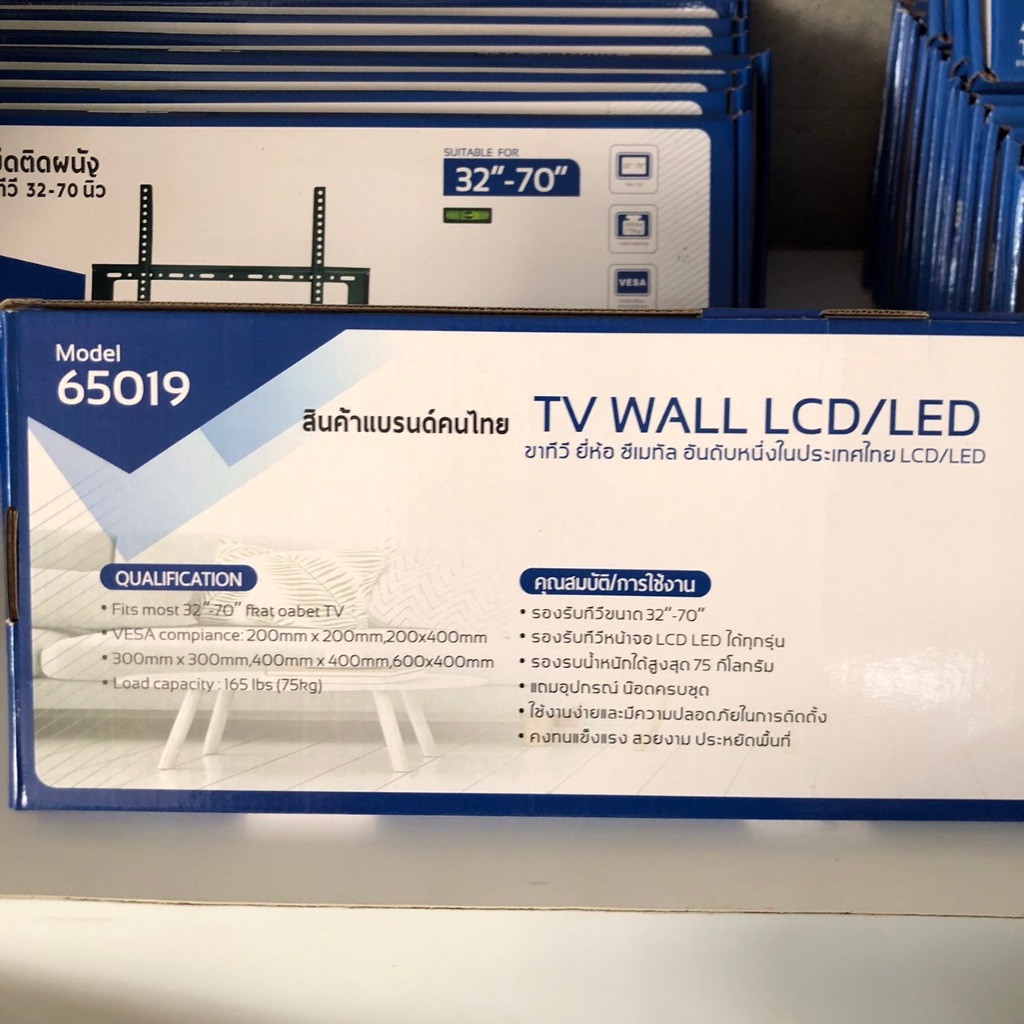 ติดผนัง
ทีวี 32-70 นิ้ว
SUITABLE FOR
32"-70"
VESA
Model
65019
สินค้าแบรนด์คนไทย
TV WALL LCD/LED
ขาทีวี ยี่ห้อ ซีเมทัล อันดับหนึ่งในประเทศไทย LCD/LED
QUALIFICATION
• Fits most 32"-70" fkat oabet TV
• VESA compiance: 200mm x 200mm,200x400mm
• 300mm x 300mm,400mm x 400mm,600x400mm
• Load capacity : 165 lbs (75kg)
คุณสมบัติ/การใช้งาน
• รองรับทีวีขนาด 32"-70"
• รองรับทีวีหน้าจอ LCD LED ได้ทุกรุ่น
• รองรบน้ำหนักได้สูงสุด 75 กิโลกรัม
• แถมอุปกรณ์ น๊อตครบชุด
• ใช้งานง่ายและมีความปลอดภัยในการติดตั้ง
• คงทนแข็งแรง สวยงาม ประหยัดพื้นที่